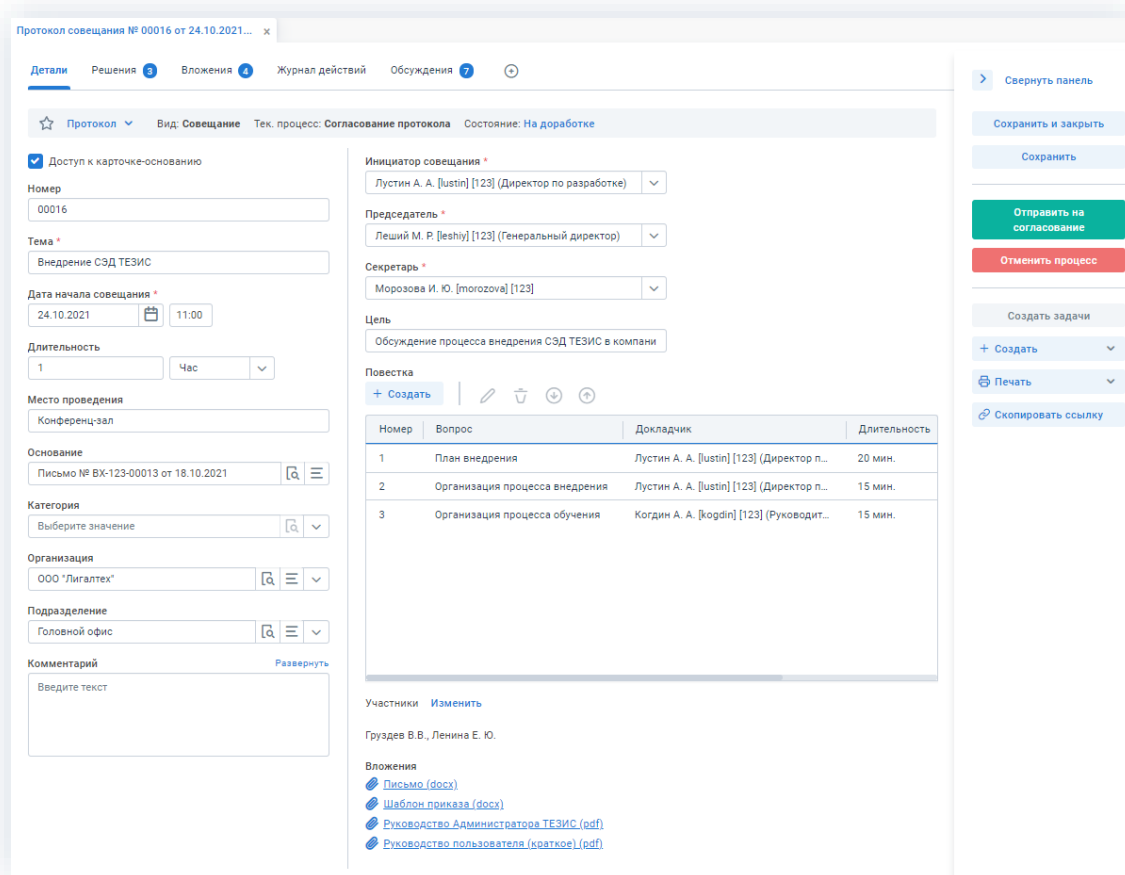 Протокол совещания № 00016 от 24.10.2021... x
Детали Решения 3 Вложения 4 Журнал действий Обсуждения 7
Протокол Вид: Совещание Тек. процесс: Согласование протокола Состояние: На доработке
Доступ к карточке-основанию
Номер
00016
Тема *
Внедрение СЭД ТЕЗИС
Дата начала совещания *
24.10.2021 11:00
Длительность
1 Час
Место проведения
Конференц-зал
Основание
Письмо № ВХ-123-00013 от 18.10.2021
Категория
Выберите значение
Организация
ООО "Лигалтех"
Подразделение
Головной офис
Комментарий Развернуть
Введите текст
Инициатор совещания *
Лустин А. А. [lustin] [123] (Директор по разработке)
Председатель *
Леший М. Р. [leshiy] [123] (Генеральный директор)
Секретарь *
Морозова И. Ю. [morozova] [123]
Цель
Обсуждение процесса внедрения СЭД ТЕЗИС в компани
Повестка
+ Создать
Номер Вопрос Докладчик Длительность
1 План внедрения Лустин А. А. [lustin] [123] (Директор п... 20 мин.
2 Организация процесса внедрения Лустин А. А. [lustin] [123] (Директор п... 15 мин.
3 Организация процесса обучения Когдин А. А. [kogdin] [123] (Руководит... 15 мин.
Участники Изменить
Груздев В.В., Ленина Е. Ю.
Вложения
Письмо (docx)
Шаблон приказа (docx)
Руководство Администратора ТЕЗИС (pdf)
Руководство пользователя (краткое) (pdf)
Свернуть панель
Сохранить и закрыть
Сохранить
Отправить на
согласование
Отменить процесс
Создать задачи
+ Создать
Печать
Скопировать ссылку